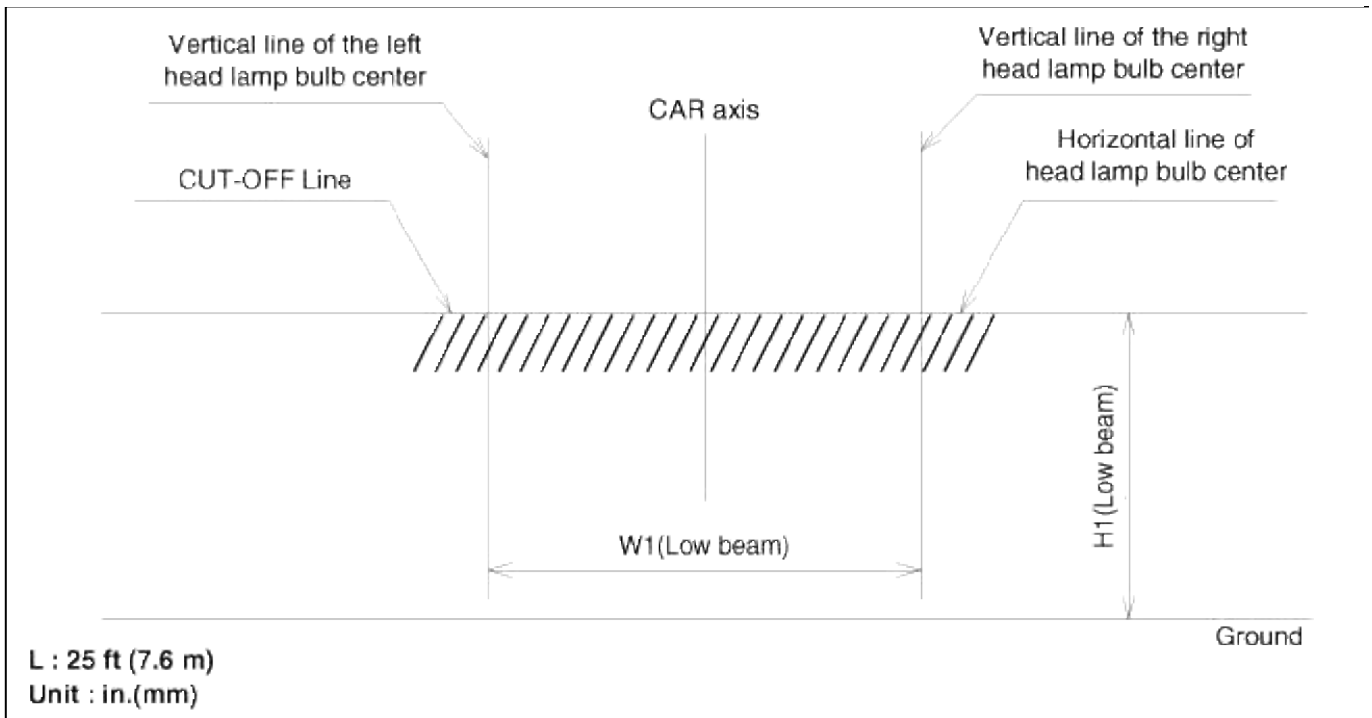 Vertical line of the left
head lamp bulb center
Vertical line of the right
head lamp bulb center
CAR axis
Horizontal line of
head lamp bulb center
CUT-OFF Line
H1(Low beam)
W1(Low beam)
Ground
L : 25 ft (7.6 m)
Unit : in.(mm)